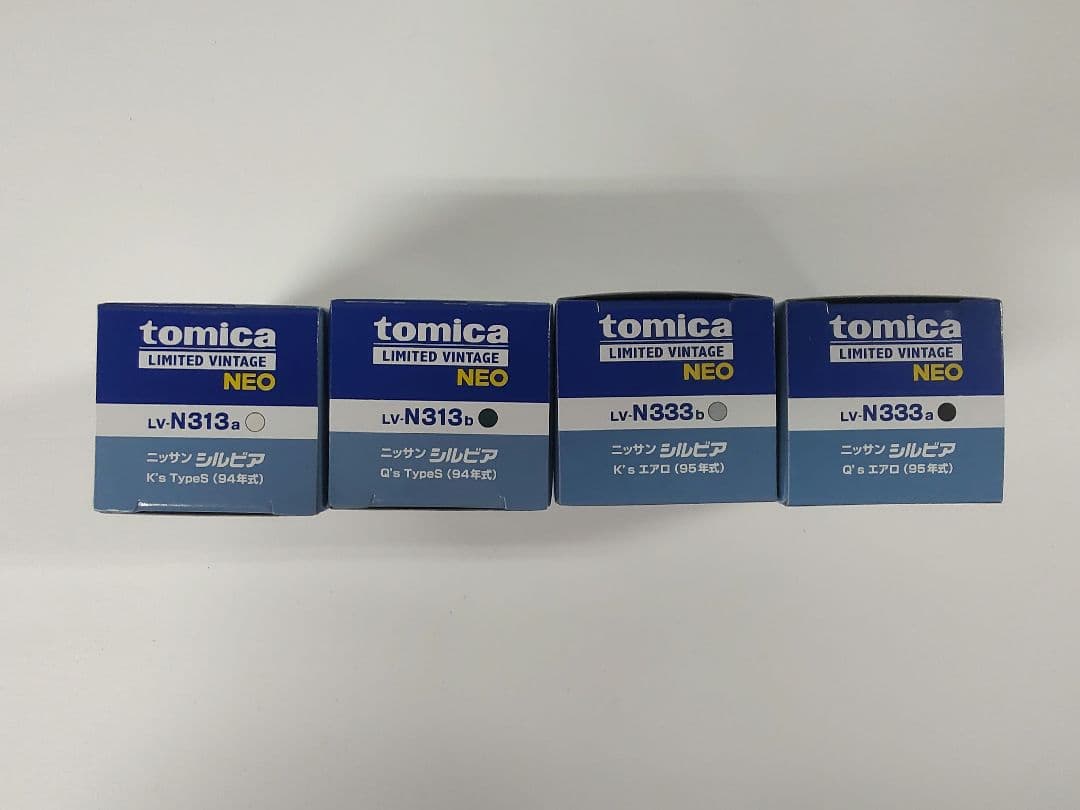 tomica
LIMITED VINTAGE
NEO
LV-N313a
ニッサン シルビア
K's TypeS (94年式)
tomica
LIMITED VINTAGE
NEO
LV-N313b
ニッサン シルビア
Q's TypeS (94年式)
tomica
LIMITED VINTAGE
NEO
LV-N333b
ニッサン シルビア
K's エアロ (95年式)
tomica
LIMITED VINTAGE
NEO
LV-N333a
ニッサン シルビア
Q's エアロ (95年式)